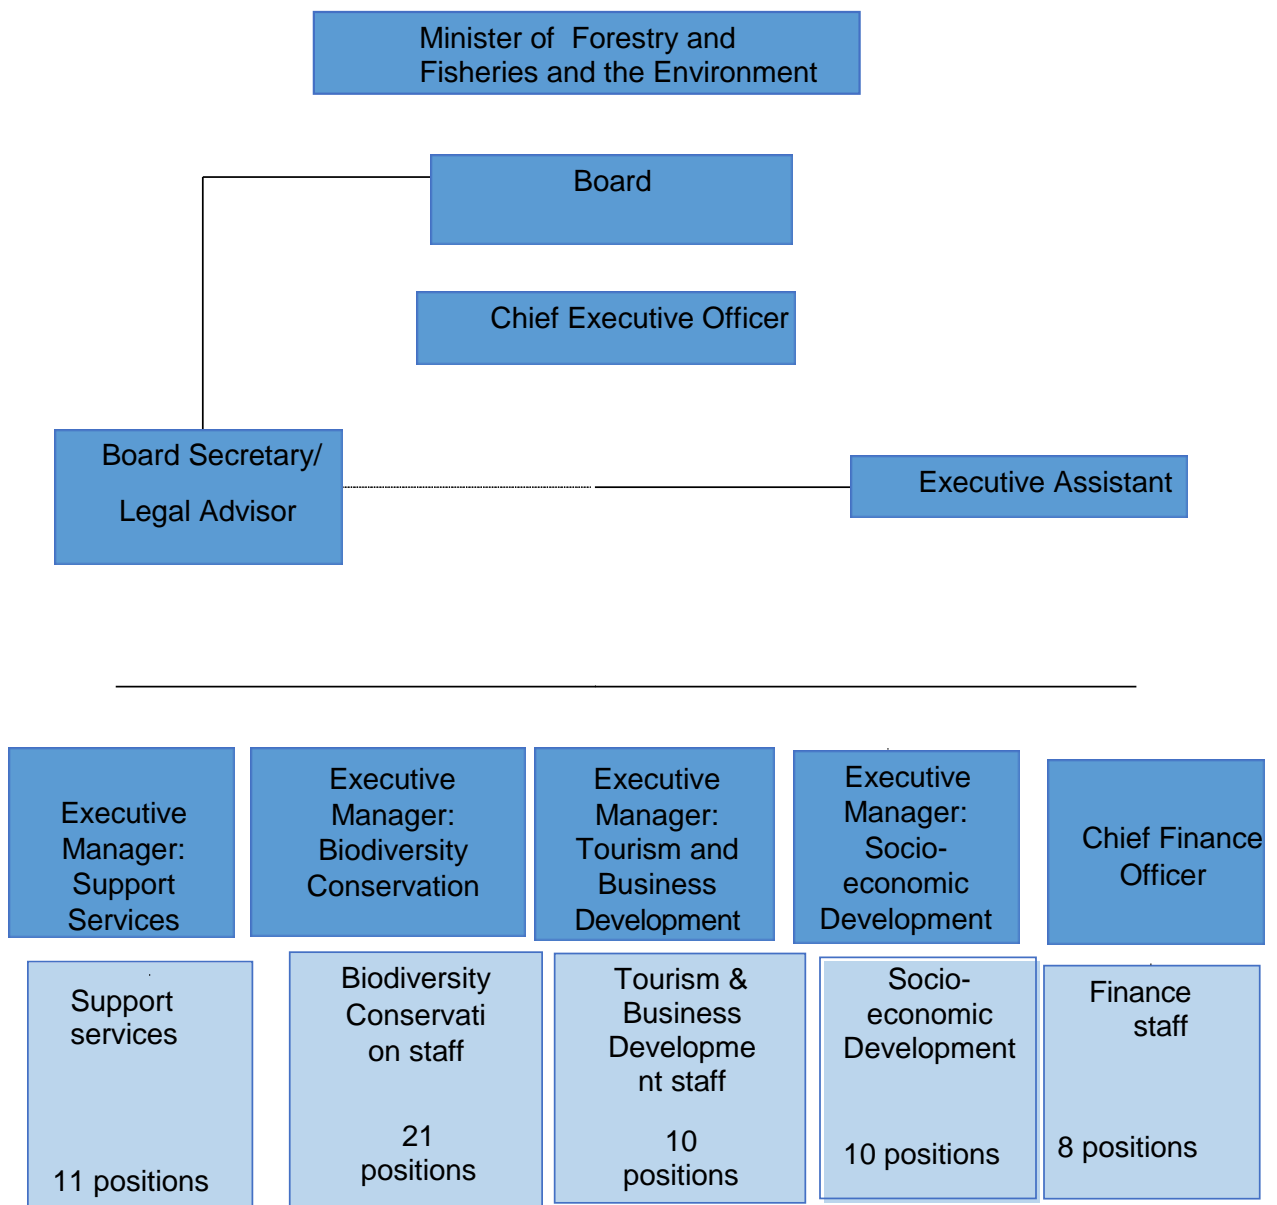 Minister of Forestry and
Fisheries and the Environment
Board
Chief Executive Officer
Board Secretary/
Legal Advisor
Executive Assistant
Executive
Manager:
Support
Services
Executive
Manager:
Biodiversity
Conservation
Executive
Manager:
Tourism and
Business
Development
Executive
Manager:
Socio-
economic
Development
Chief Finance
Officer
Support
services
11 positions
Biodiversity
Conservati
on staff
21
positions
Tourism &
Business
Developme
nt staff
10
positions
Socio-
economic
Development
10 positions
Finance
staff
8 positions